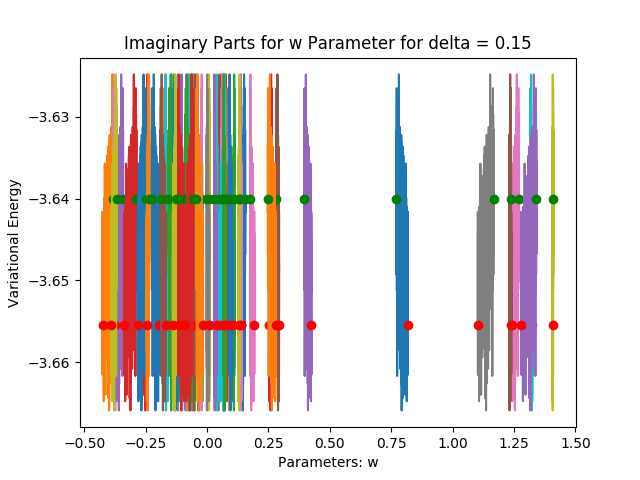 Imaginary Parts for w Parameter for delta = 0.15
Variational Energy
−3.63
−3.64
−3.65
−3.66
−0.50 −0.25 0.00 0.25 0.50 0.75 1.00 1.25 1.50
Parameters: w